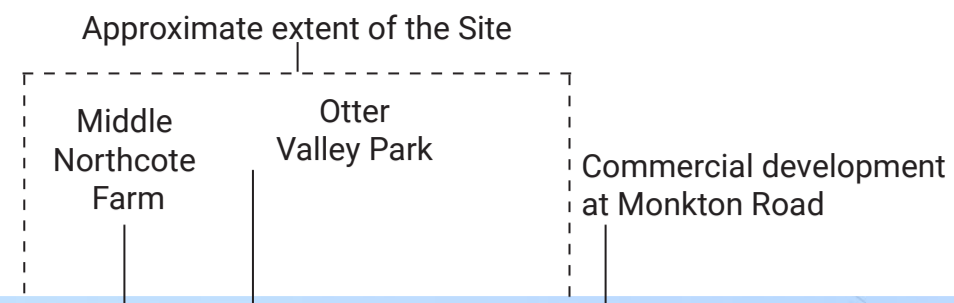 Approximate extent of the Site
Middle
Northcote
Farm
Otter
Valley Park
Commercial development
at Monkton Road